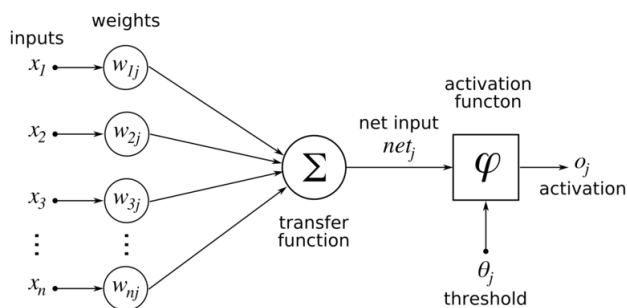 weights
inputs
x₁
w₁ⱼ
x₂
w₂ⱼ
x₃
w₃ⱼ
⋮
⋮
xₙ
wₙⱼ
Σ
transfer
function
net input
netⱼ
activation
functon
φ
oⱼ
activation
θⱼ
threshold